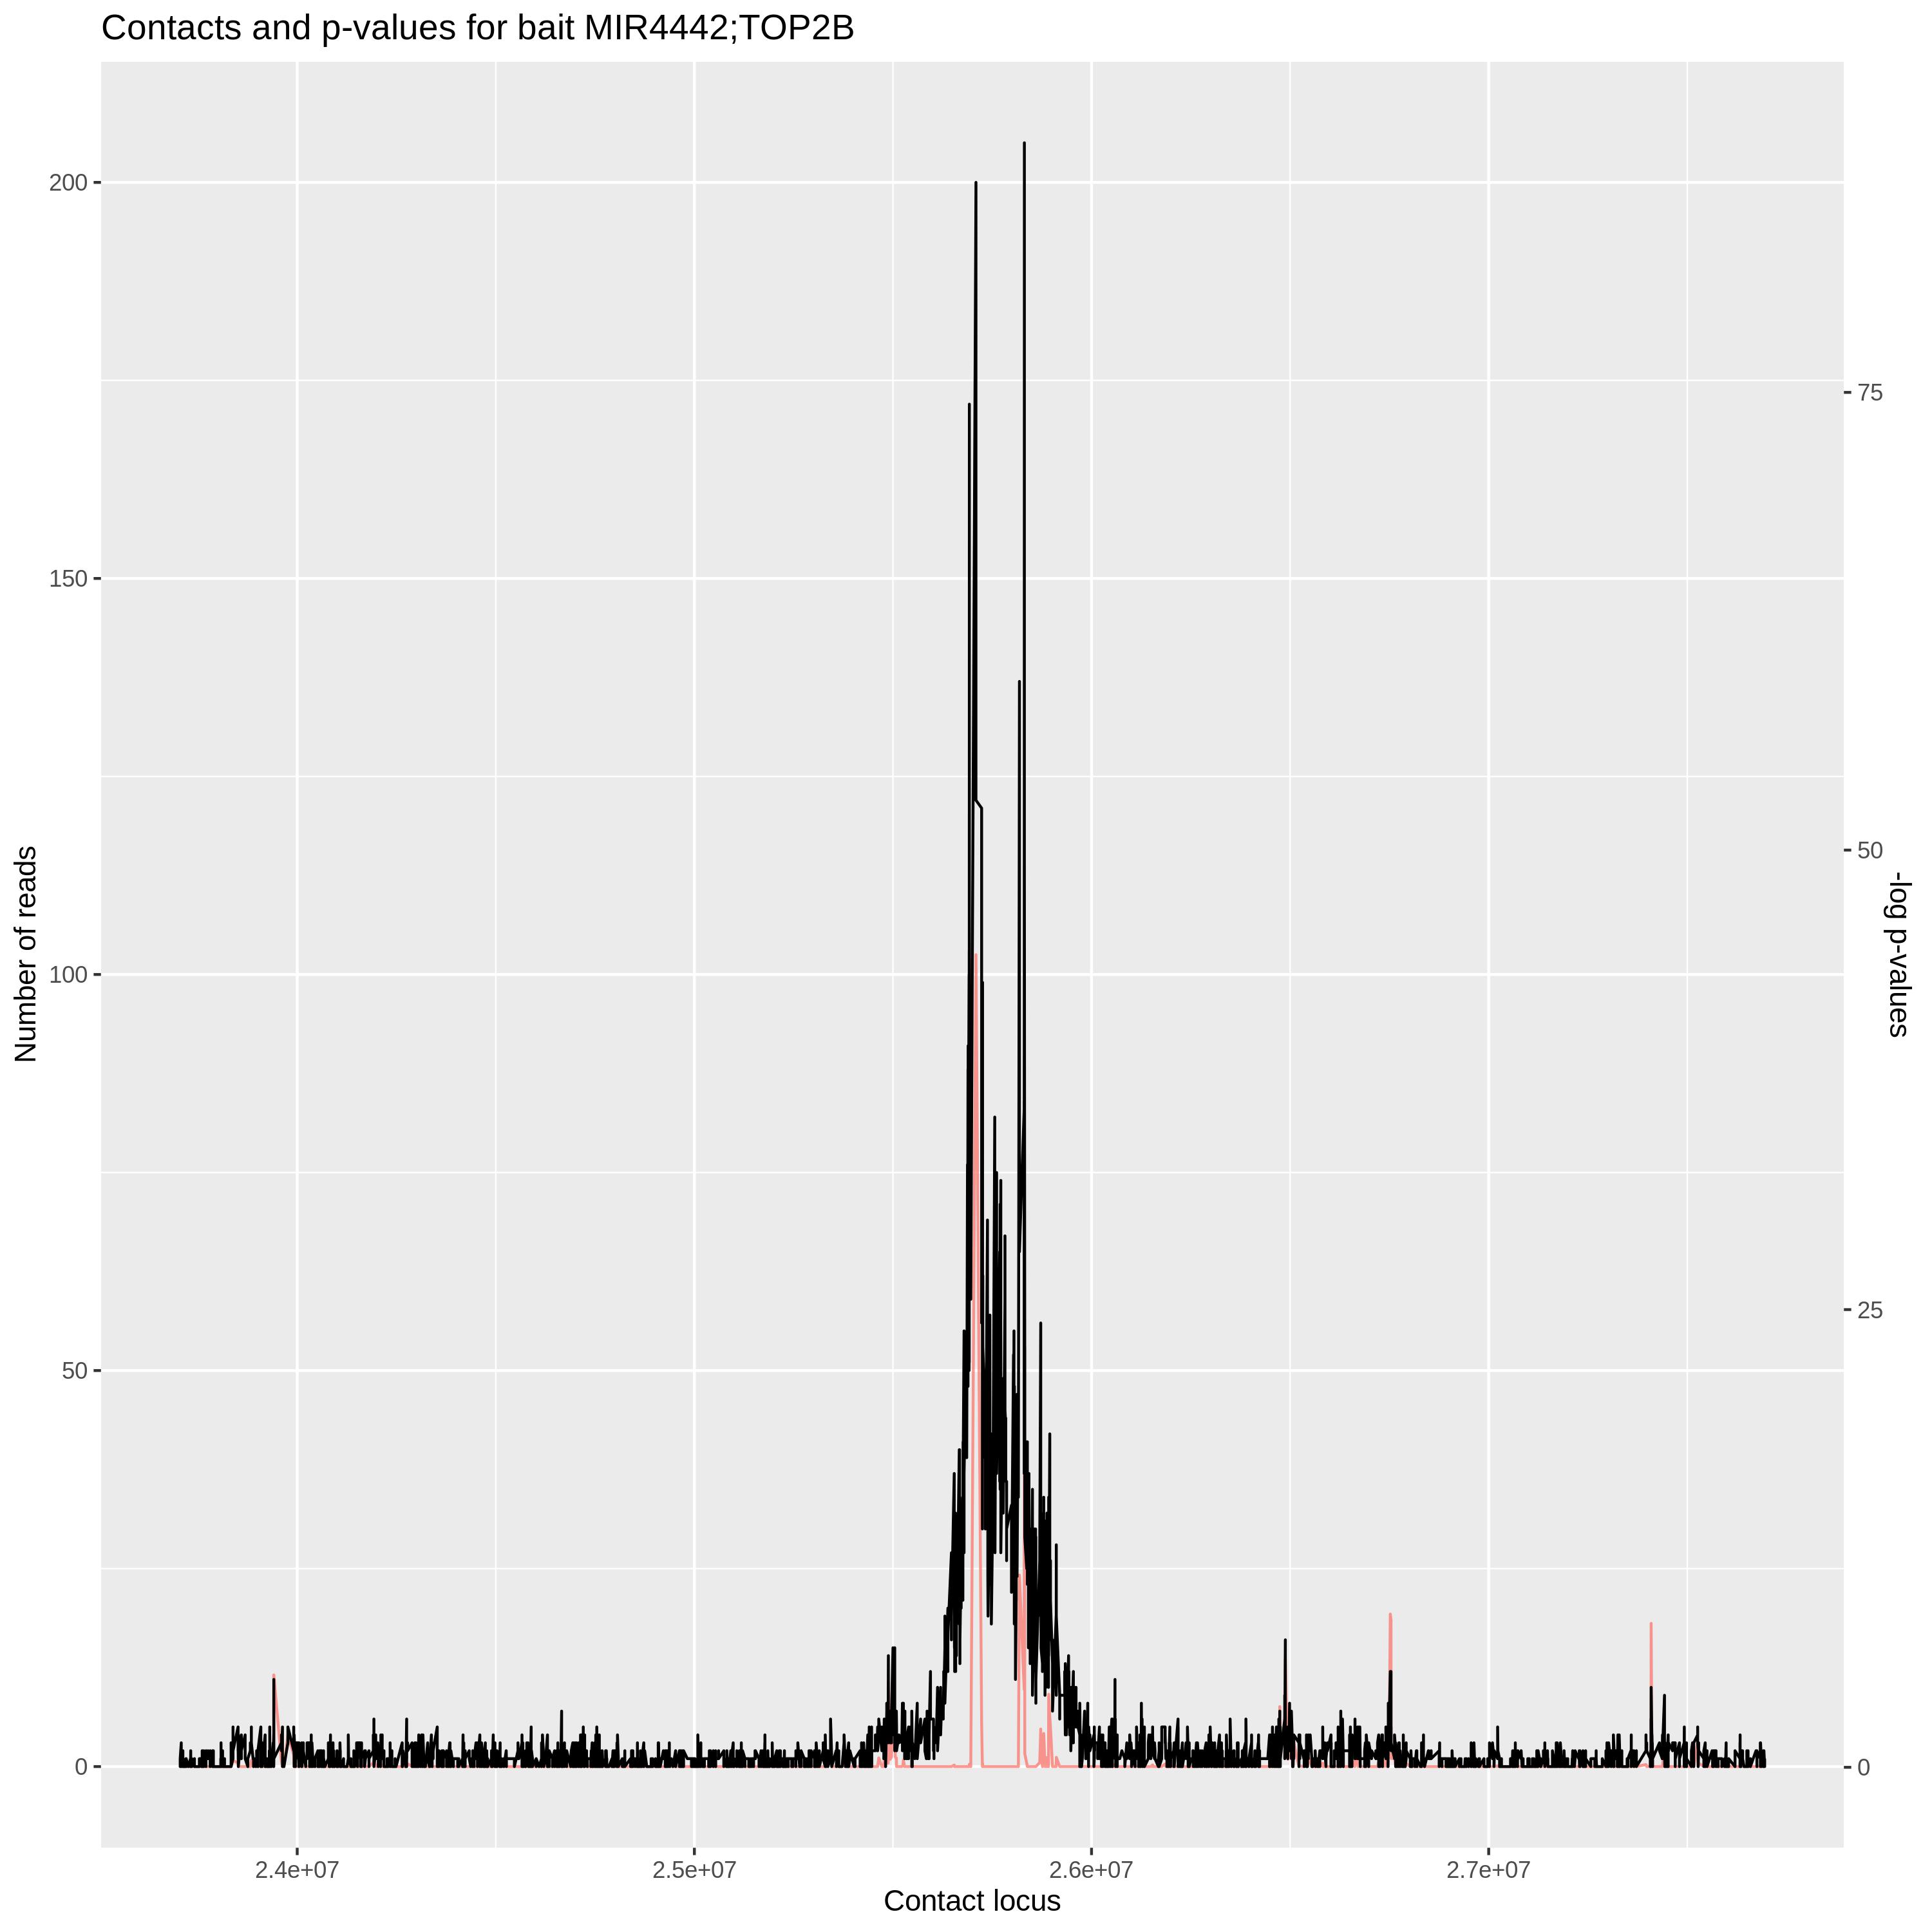 Contacts and p-values for bait MIR4442;TOP2B
200
150
100
50
0
Number of reads
75
50
25
0
-log p-values
2.4e+07
2.5e+07
2.6e+07
2.7e+07
Contact locus